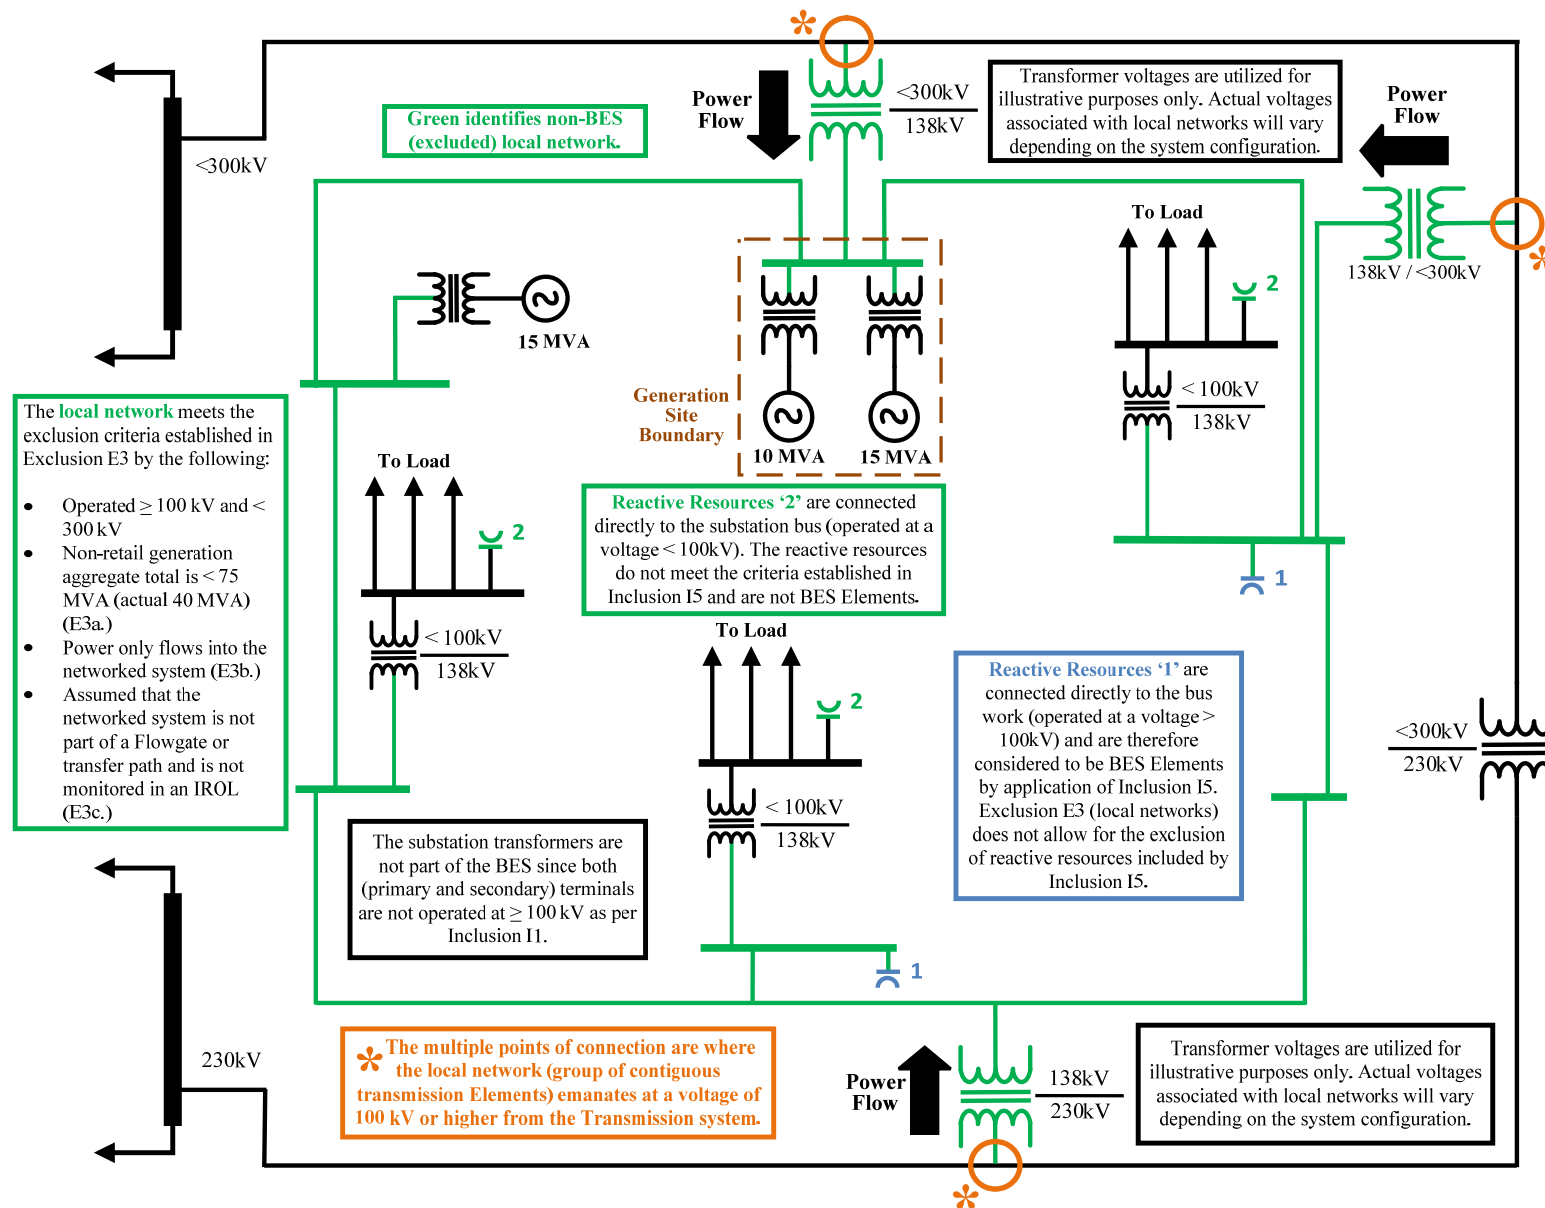 *
Power
Flow
<300kV
138kV
Transformer voltages are utilized for
illustrative purposes only. Actual voltages
associated with local networks will vary
depending on the system configuration.
Power
Flow
Green identifies non-BES
(excluded) local network.
<300kV
To Load
2
138kV / <300kV
*
15 MVA
Generation
Site
Boundary
10 MVA
15 MVA
< 100kV
138kV
The local network meets the
exclusion criteria established in
Exclusion E3 by the following:
• Operated ≥ 100 kV and <
300 kV
• Non-retail generation
aggregate total is < 75
MVA (actual 40 MVA)
(E3a.)
• Power only flows into the
networked system (E3b.)
• Assumed that the
networked system is not
part of a Flowgate or
transfer path and is not
monitored in an IROL
(E3c.)
To Load
2
< 100kV
138kV
Reactive Resources ‘2’ are connected
directly to the substation bus (operated at a
voltage < 100kV). The reactive resources
do not meet the criteria established in
Inclusion I5 and are not BES Elements.
1
To Load
2
< 100kV
138kV
Reactive Resources ‘1’ are
connected directly to the bus
work (operated at a voltage >
100kV) and are therefore
considered to be BES Elements
by application of Inclusion I5.
Exclusion E3 (local networks)
does not allow for the exclusion
of reactive resources included by
Inclusion I5.
<300kV
230kV
The substation transformers are
not part of the BES since both
(primary and secondary) terminals
are not operated at ≥ 100 kV as per
Inclusion I1.
1
230kV
* The multiple points of connection are where
the local network (group of contiguous
transmission Elements) emanates at a voltage of
100 kV or higher from the Transmission system.
Power
Flow
138kV
230kV
Transformer voltages are utilized for
illustrative purposes only. Actual voltages
associated with local networks will vary
depending on the system configuration.
*